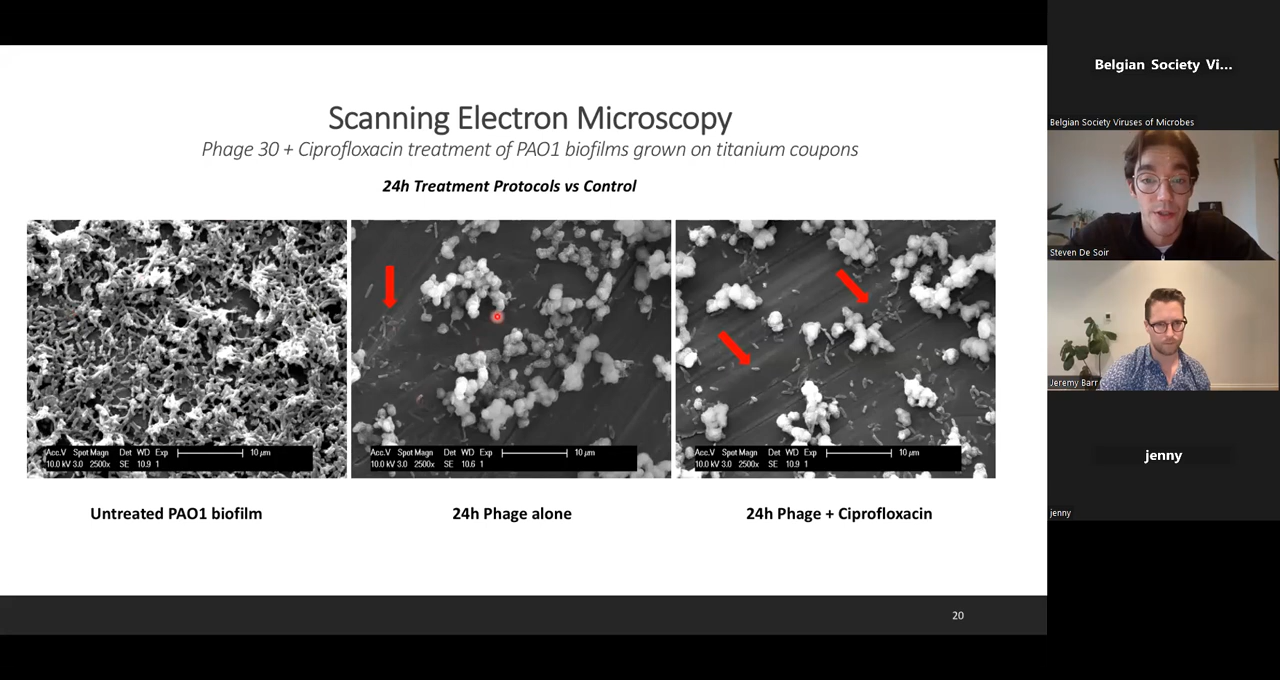 Scanning Electron Microscopy
Phage 30 + Ciprofloxacin treatment of PAO1 biofilms grown on titanium coupons
24h Treatment Protocols vs Control
Acc.V Spot Magn Det WD Exp 10 µm
10.0 kV 3.0 2500x SE 10.9 1
Acc.V Spot Magn Det WD Exp 10 µm
10.0 kV 3.0 2500x SE 10.6 1
Acc.V Spot Magn Det WD Exp 10 µm
10.0 kV 3.0 2500x SE 10.9 1
Untreated PAO1 biofilm
24h Phage alone
24h Phage + Ciprofloxacin
20
Belgian Society Vi...
Belgian Society Viruses of Microbes
Steven De Soir
Jeremy Barr
jenny
jenny